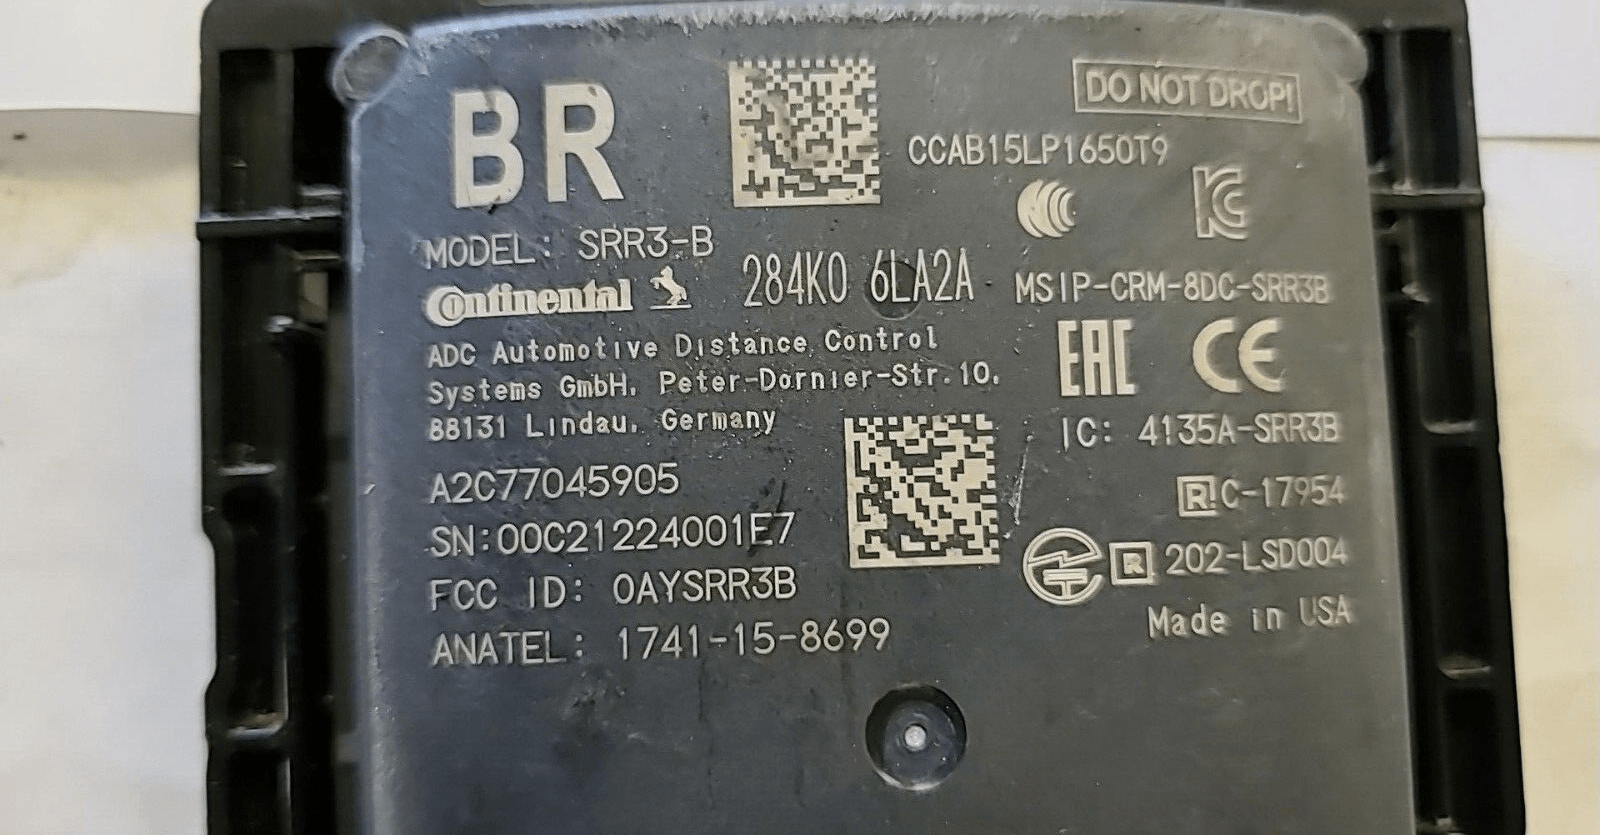 BR
DO NOT DROP!
CCAB15LP1650T9
MODEL: SRR3-B
Continental
284K0 6LA2A
MSIP-CRM-8DC-SRR3B
ADC Automotive Distance Control
Systems GmbH, Peter-Dornier-Str.10,
88131 Lindau, Germany
EAC CE
IC: 4135A-SRR3B
A2C77045905
R C-17954
SN:00C21224001E7
R 202-LSD004
FCC ID: OAYSRR3B
Made in USA
ANATEL: 1741-15-8699